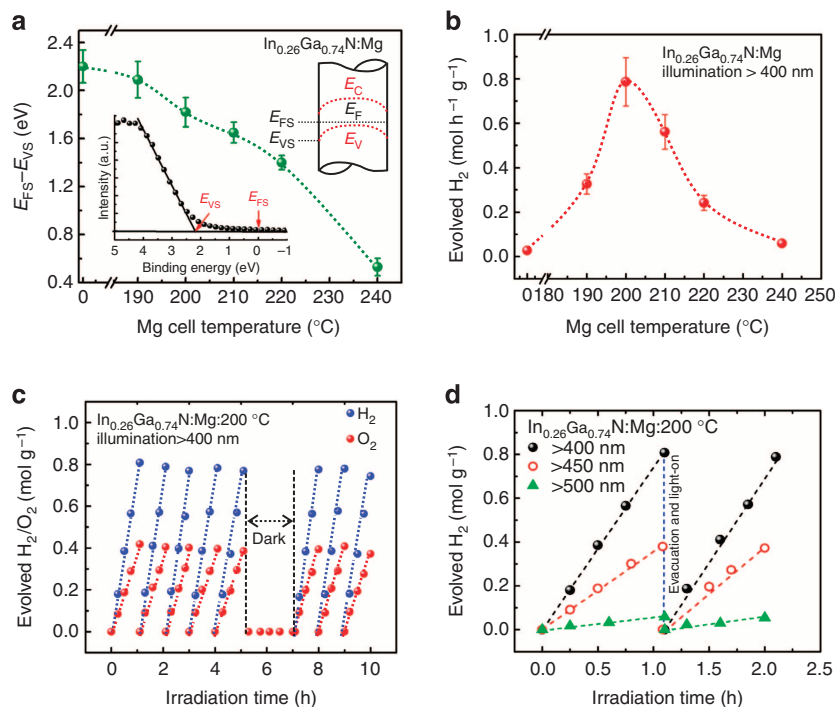 a
In0.26Ga0.74N:Mg
EC
EF
EFS
EVS
EV
EFS–EVS (eV)
2.6
2.2
1.8
1.4
1.0
0.6
0.4
Intensity (a.u.)
EVS
EFS
5 4 3 2 1 0 –1
Binding energy (eV)
0 190 200 210 220 230 240
Mg cell temperature (°C)
b
In0.26Ga0.74N:Mg
illumination > 400 nm
Evolved H2 (mol h–1 g–1)
1.0
0.8
0.6
0.4
0.2
0.0
0 180 190 200 210 220 230 240 250
Mg cell temperature (°C)
c
In0.26Ga0.74N:Mg:200 °C
illumination>400 nm
H2
O2
Dark
Evolved H2/O2 (mol g–1)
1.0
0.8
0.6
0.4
0.2
0.0
0 2 4 6 8 10
Irradiation time (h)
d
In0.26Ga0.74N:Mg:200 °C
>400 nm
>450 nm
>500 nm
Evacuation and light-on
Evolved H2 (mol g–1)
1.0
0.8
0.6
0.4
0.2
0.0
0.0 0.5 1.0 1.5 2.0 2.5
Irradiation time (h)